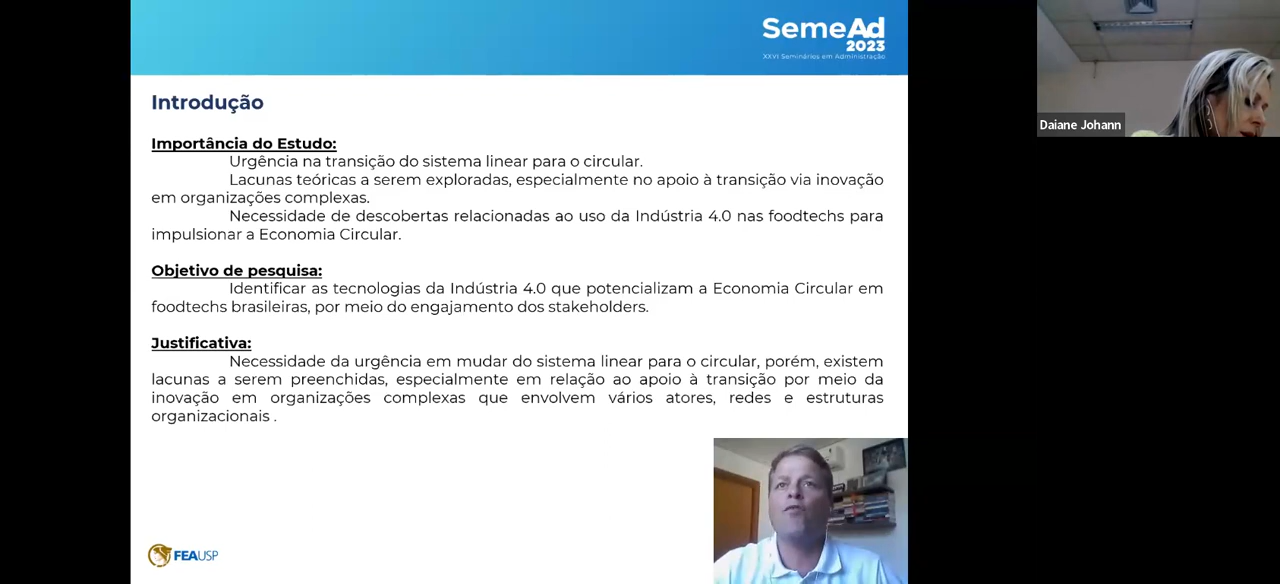 SemeAd
2023
XXVI Seminários em Administração
Introdução
Importância do Estudo:
Urgência na transição do sistema linear para o circular.
Lacunas teóricas a serem exploradas, especialmente no apoio à transição via inovação
em organizações complexas.
Necessidade de descobertas relacionadas ao uso da Indústria 4.0 nas foodtechs para
impulsionar a Economia Circular.
Objetivo de pesquisa:
Identificar as tecnologias da Indústria 4.0 que potencializam a Economia Circular em
foodtechs brasileiras, por meio do engajamento dos stakeholders.
Justificativa:
Necessidade da urgência em mudar do sistema linear para o circular, porém, existem
lacunas a serem preenchidas, especialmente em relação ao apoio à transição por meio da
inovação em organizações complexas que envolvem vários atores, redes e estruturas
organizacionais .
FEAUSP
Daiane Johann